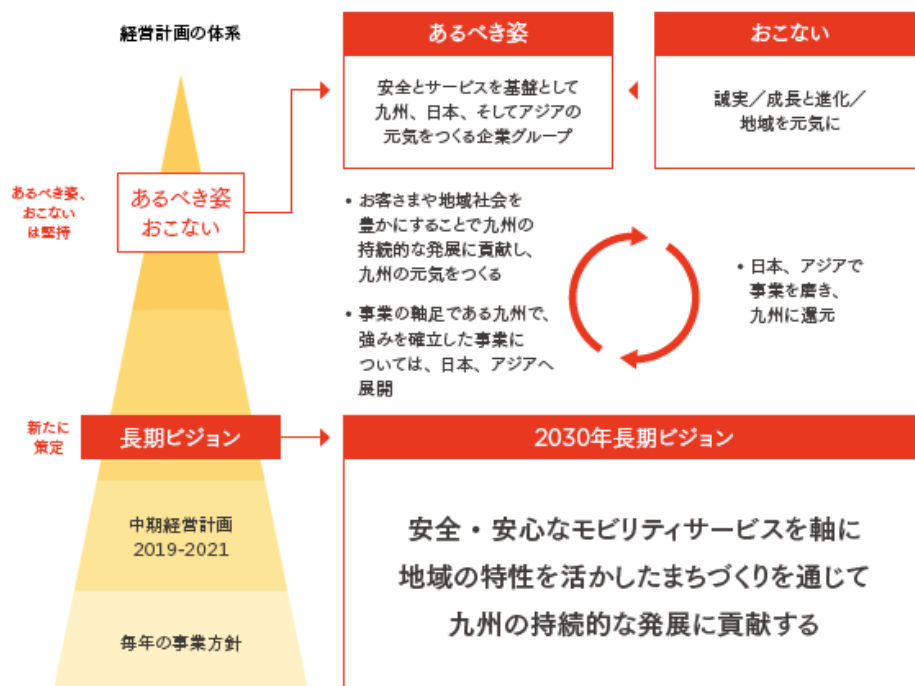 経営計画の体系
あるべき姿、
おこない
は堅持
あるべき姿
おこない
新たに
策定
長期ビジョン
中期経営計画
2019-2021
毎年の事業方針
あるべき姿
安全とサービスを基盤として
九州、日本、そしてアジアの
元気をつくる企業グループ
おこない
誠実／成長と進化／
地域を元気に
• お客さまや地域社会を
豊かにすることで九州の
持続的な発展に貢献し、
九州の元気をつくる
• 事業の軸足である九州で、
強みを確立した事業に
ついては、日本、アジアへ
展開
• 日本、アジアで
事業を磨き、
九州に還元
2030年長期ビジョン
安全・安心なモビリティサービスを軸に
地域の特性を活かしたまちづくりを通じて
九州の持続的な発展に貢献する